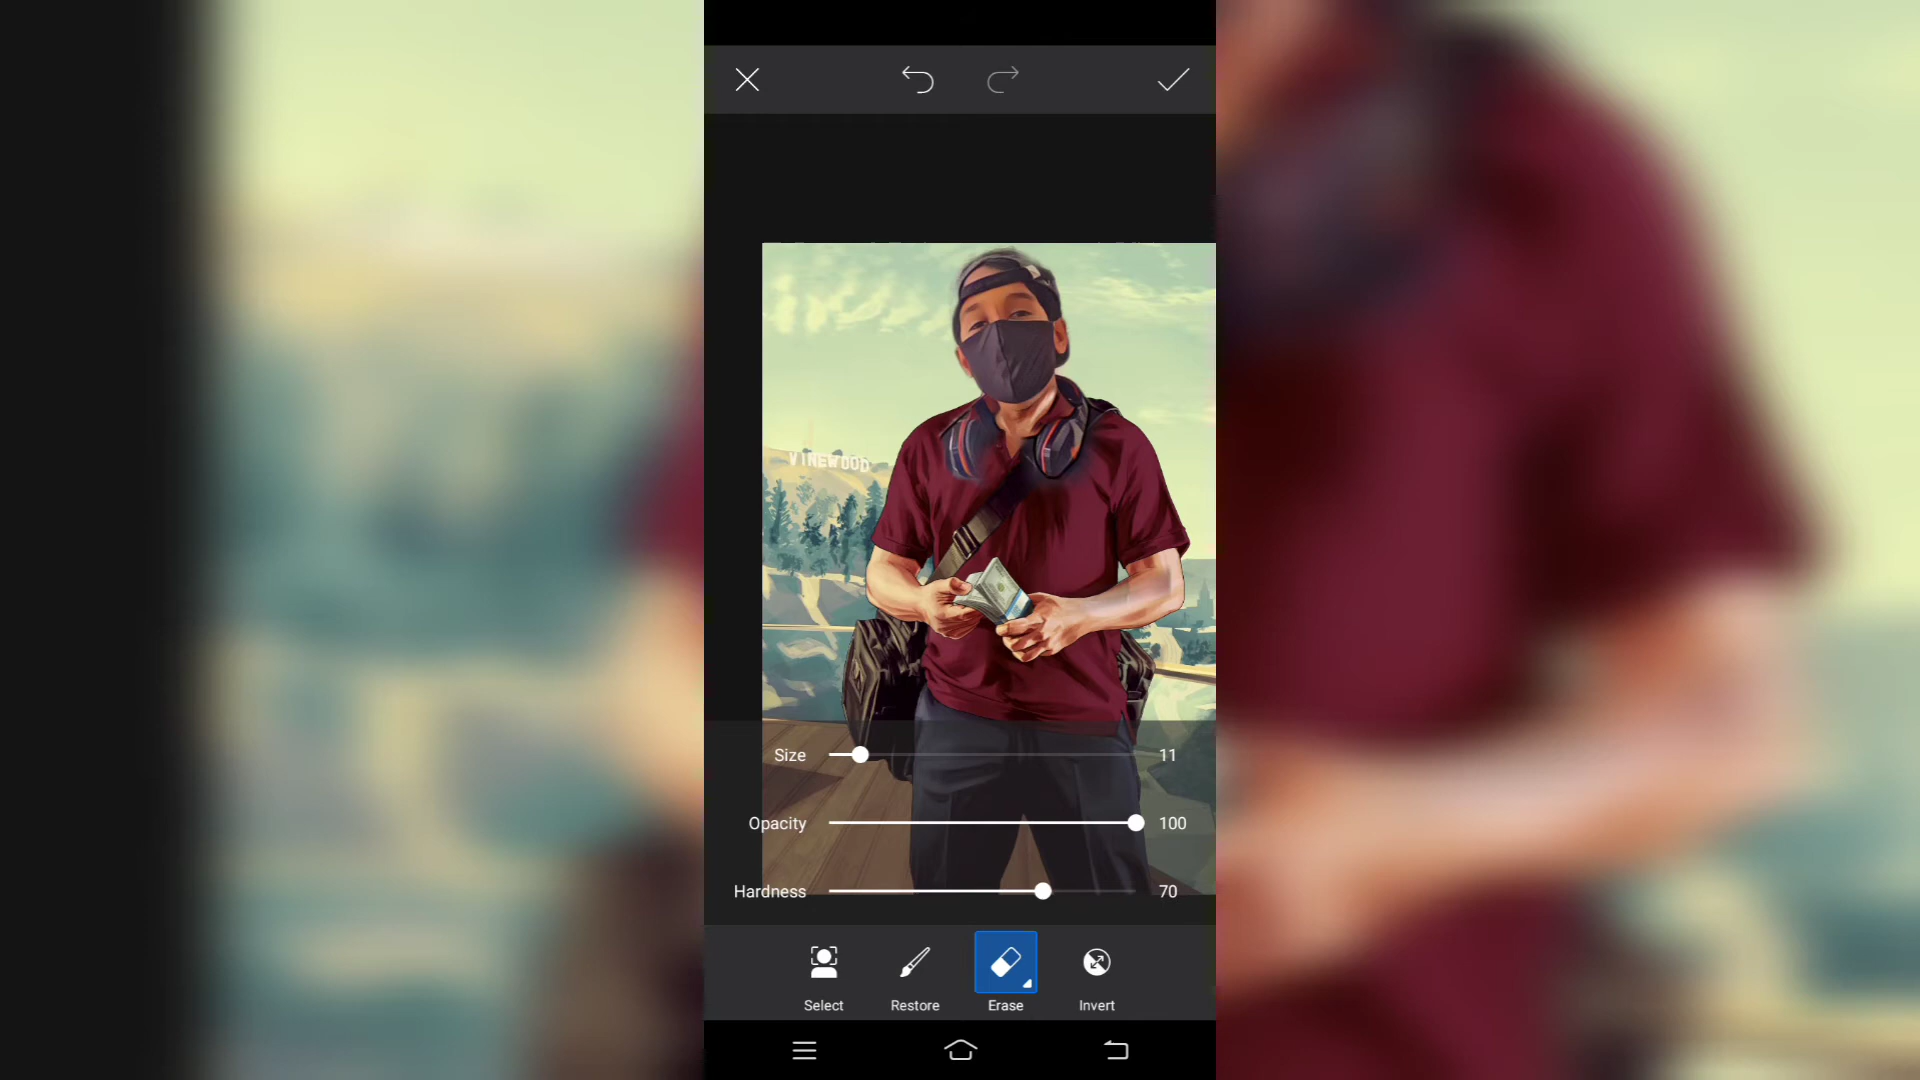 VINEWOOD
Size 11
Opacity 100
Hardness 70
Select Restore Erase Invert